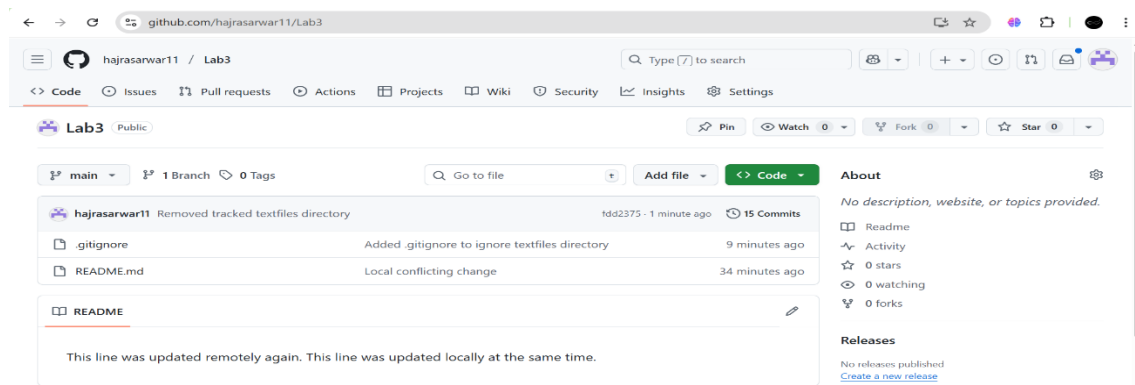 github.com/hajrasarwar11/Lab3
hajrasarwar11 / Lab3
Type / to search
Code Issues Pull requests Actions Projects Wiki Security Insights Settings
Lab3 Public
Pin Watch 0 Fork 0 Star 0
main 1 Branch 0 Tags Go to file t Add file Code
hajrasarwar11 Removed tracked textfiles directory fdd2375 · 1 minute ago 15 Commits
.gitignore Added .gitignore to ignore textfiles directory 9 minutes ago
README.md Local conflicting change 34 minutes ago
README
This line was updated remotely again. This line was updated locally at the same time.
About
No description, website, or topics provided.
Readme
Activity
0 stars
0 watching
0 forks
Releases
No releases published
Create a new release